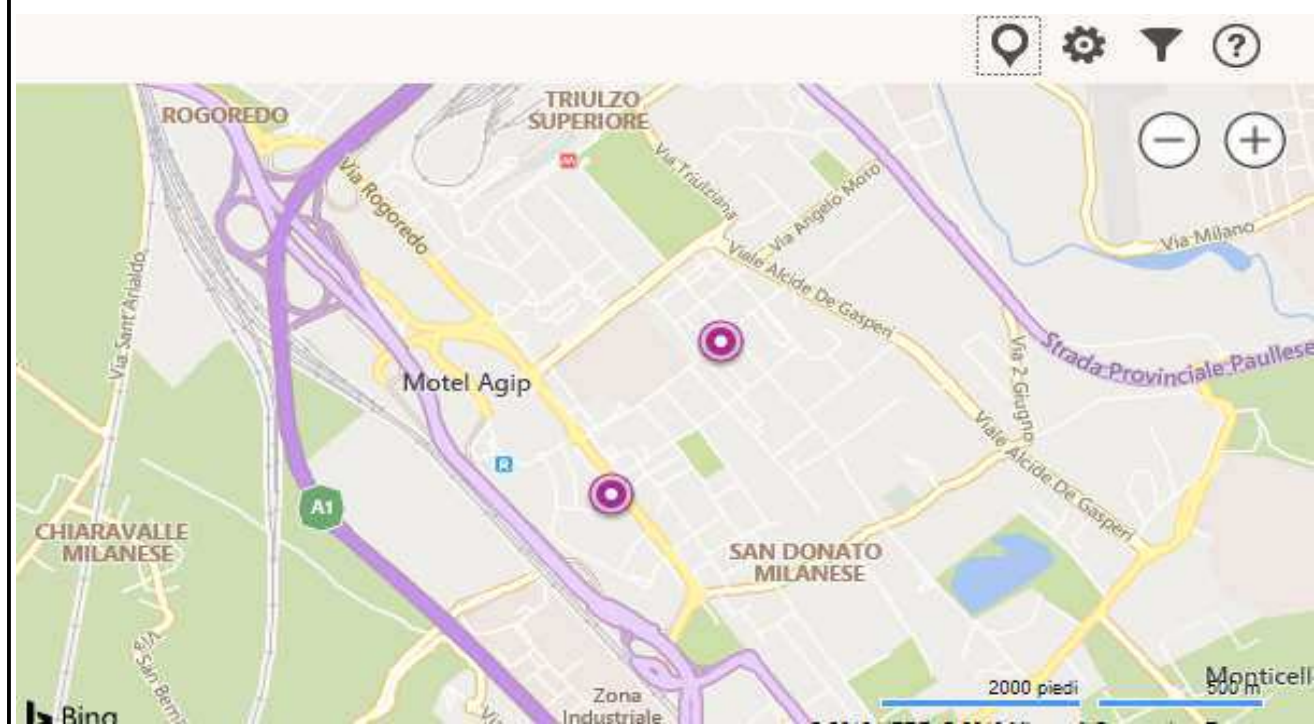 ROGOREDO
TRIULZO
SUPERIORE
M
Via Rogoredo
Via Triulziana
Via Angelo Moro
Via Milano
Viale Alcide De Gasperi
Via Sant'Arialdo
Strada Provinciale Paullese
Via 2 Giugno
Motel Agip
Viale Alcide De Gasperi
R
A1
CHIARAVALLE
MILANESE
SAN DONATO
MILANESE
Zona
Industriale
2000 piedi
500 m
Monticell
Bing